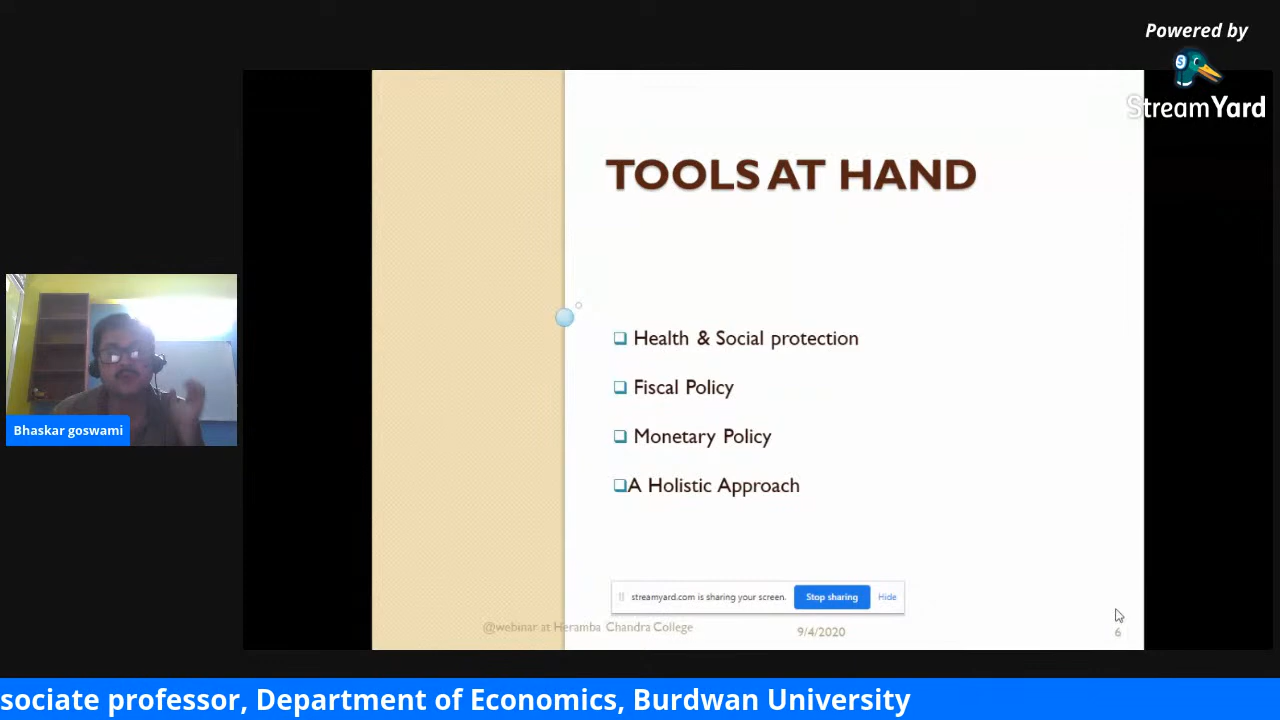 Powered by
StreamYard
TOOLS AT HAND
Health & Social protection
Fiscal Policy
Monetary Policy
A Holistic Approach
Bhaskar goswami
streamyard.com is sharing your screen. Stop sharing Hide
@webinar at Heramba Chandra College 9/4/2020 6
sociate professor, Department of Economics, Burdwan University